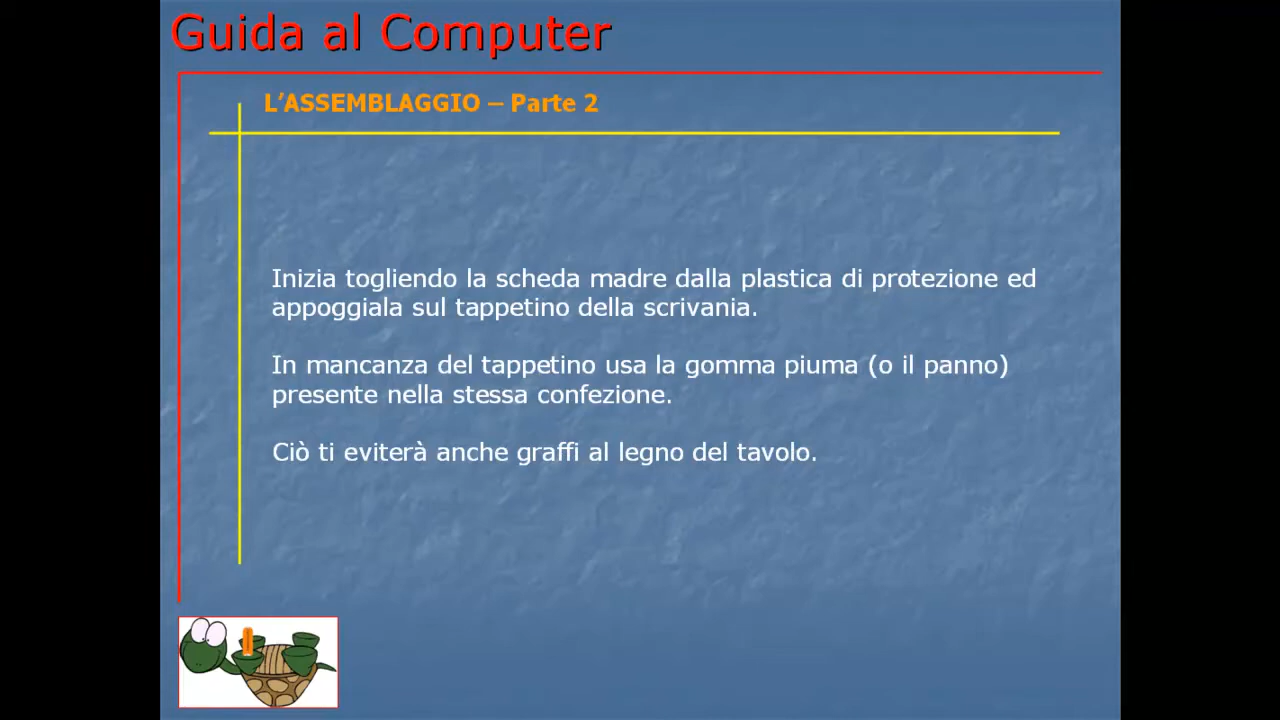 Guida al Computer
L’ASSEMBLAGGIO – Parte 2
Inizia togliendo la scheda madre dalla plastica di protezione ed
appoggiala sul tappetino della scrivania.
In mancanza del tappetino usa la gomma piuma (o il panno)
presente nella stessa confezione.
Ciò ti eviterà anche graffi al legno del tavolo.